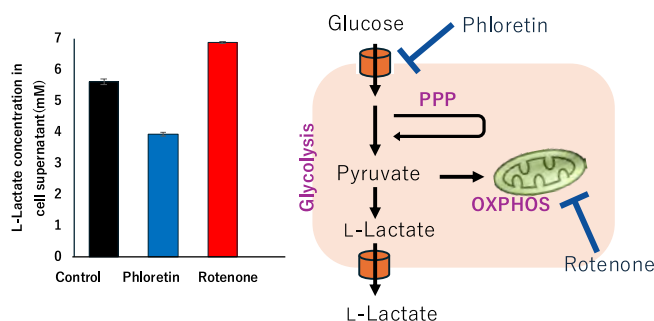 L-Lactate concentration in
cell supernatant(mM)
7
6
5
4
3
2
1
0
Control
Phloretin
Rotenone
Glucose
Phloretin
PPP
Glycolysis
Pyruvate
OXPHOS
L-Lactate
Rotenone
L-Lactate